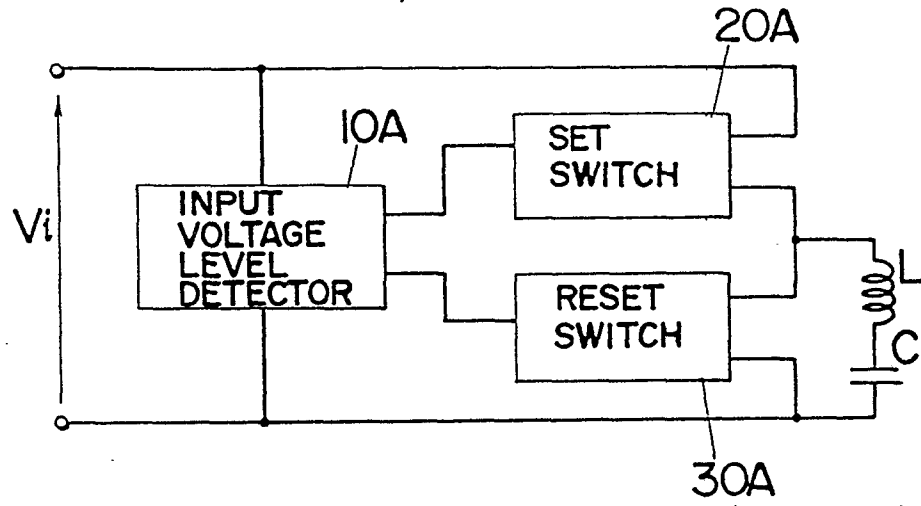 20A
10A
SET
SWITCH
INPUT
VOLTAGE
LEVEL
DETECTOR
Vi
L
RESET
SWITCH
C
30A